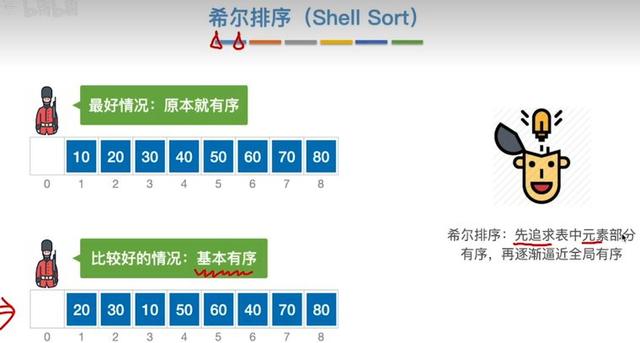 希尔排序（Shell Sort）
最好情况：原本就有序
10 20 30 40 50 60 70 80
0 1 2 3 4 5 6 7 8
比较好的情况：基本有序
20 30 10 50 60 40 70 80
0 1 2 3 4 5 6 7 8
希尔排序：先追求表中元素部分
有序，再逐渐逼近全局有序